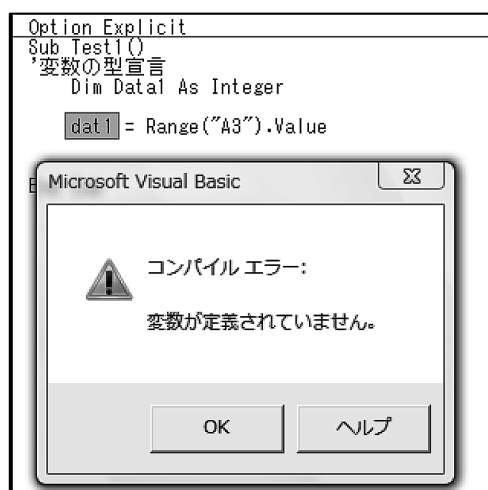 Option Explicit
Sub Test1()
'変数の型宣言
Dim Data1 As Integer
dat1 = Range("A3").Value
E
Microsoft Visual Basic
コンパイル エラー:
変数が定義されていません。
OK
ヘルプ